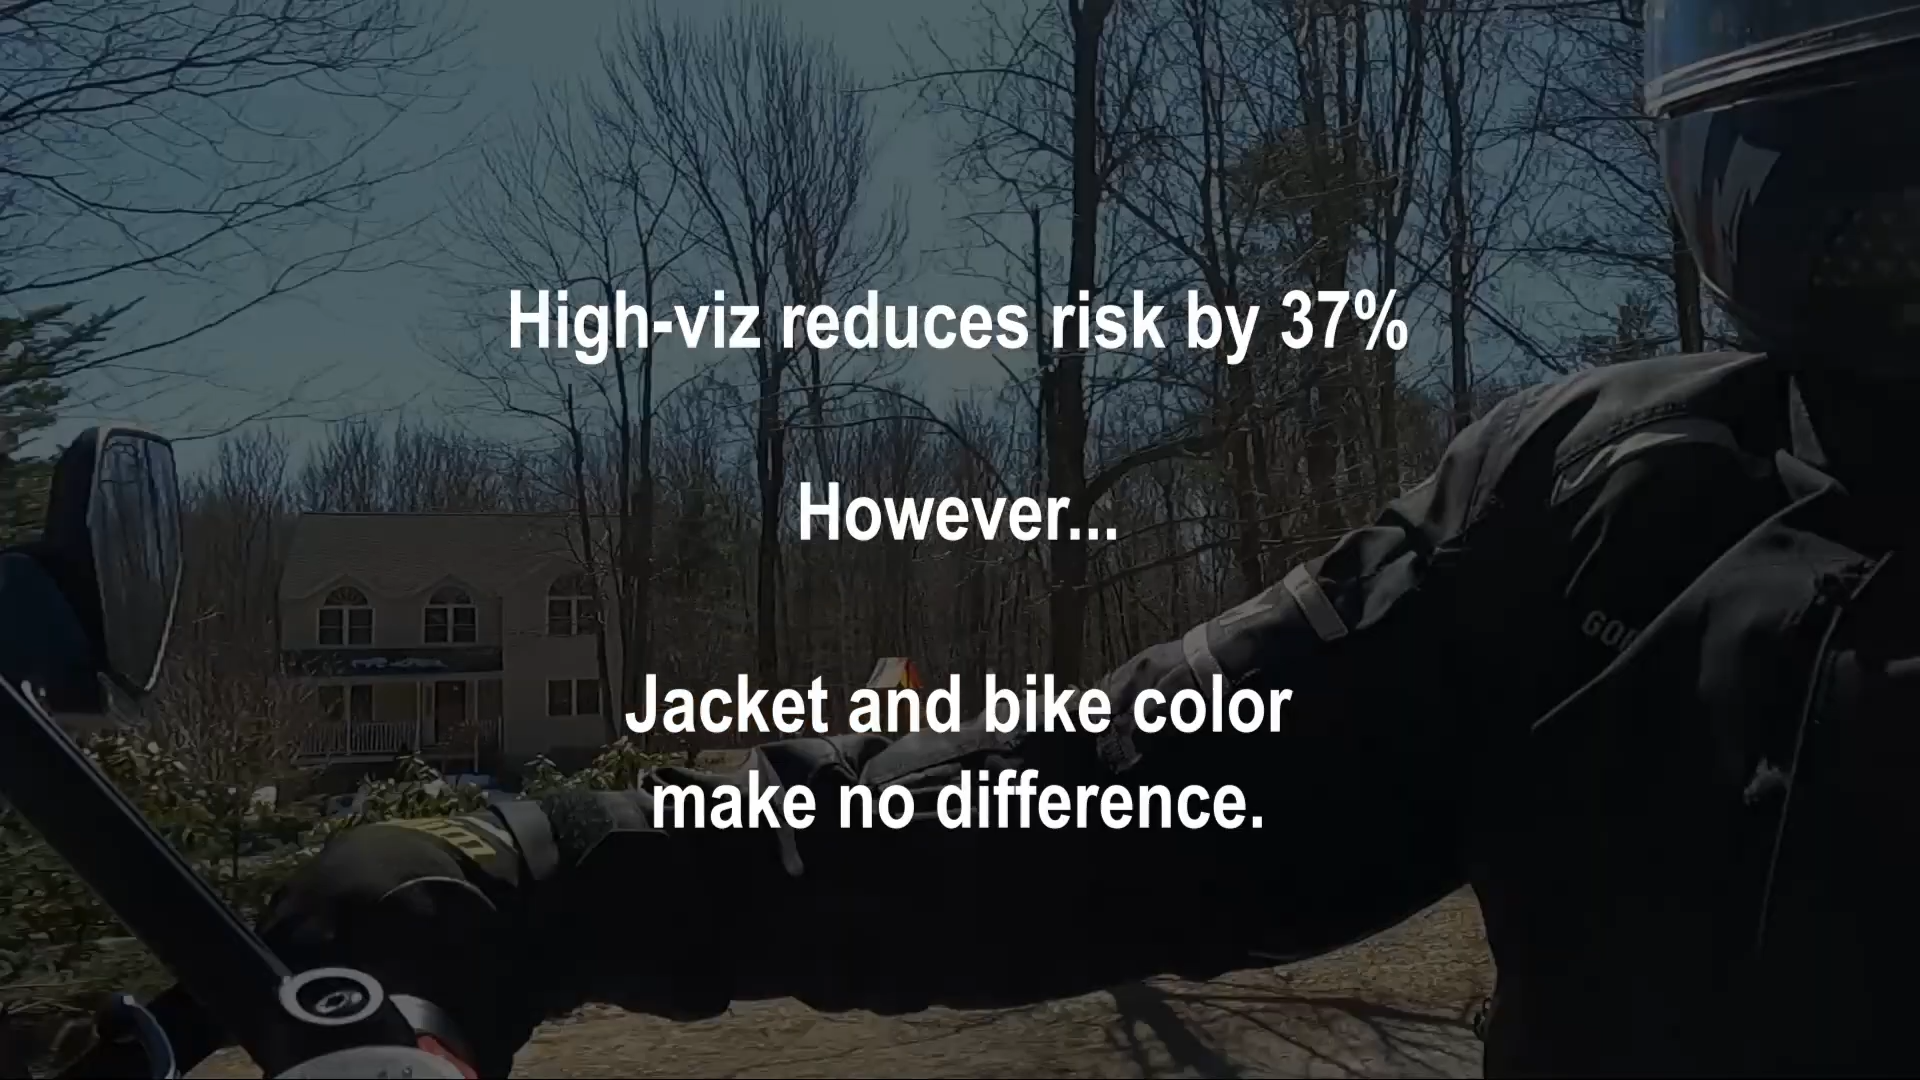 High-viz reduces risk by 37%
However...
Jacket and bike color
make no difference.